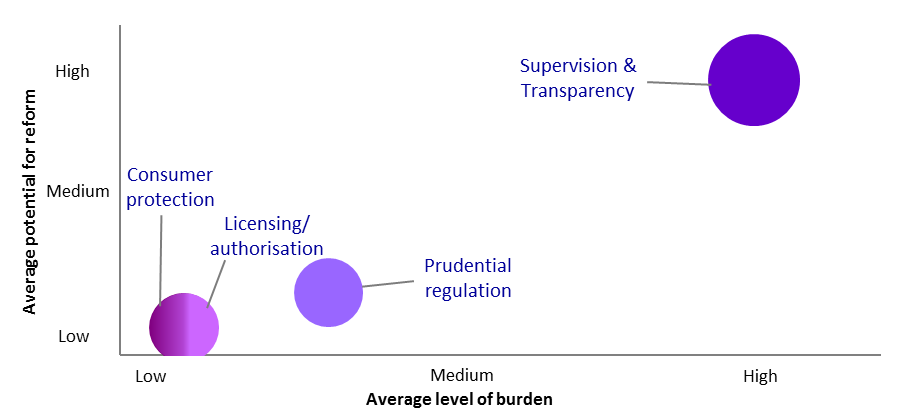 High
Supervision &
Transparency
Average potential for reform
Consumer
protection
Medium
Licensing/
authorisation
Prudential
regulation
Low
Low
Medium
High
Average level of burden